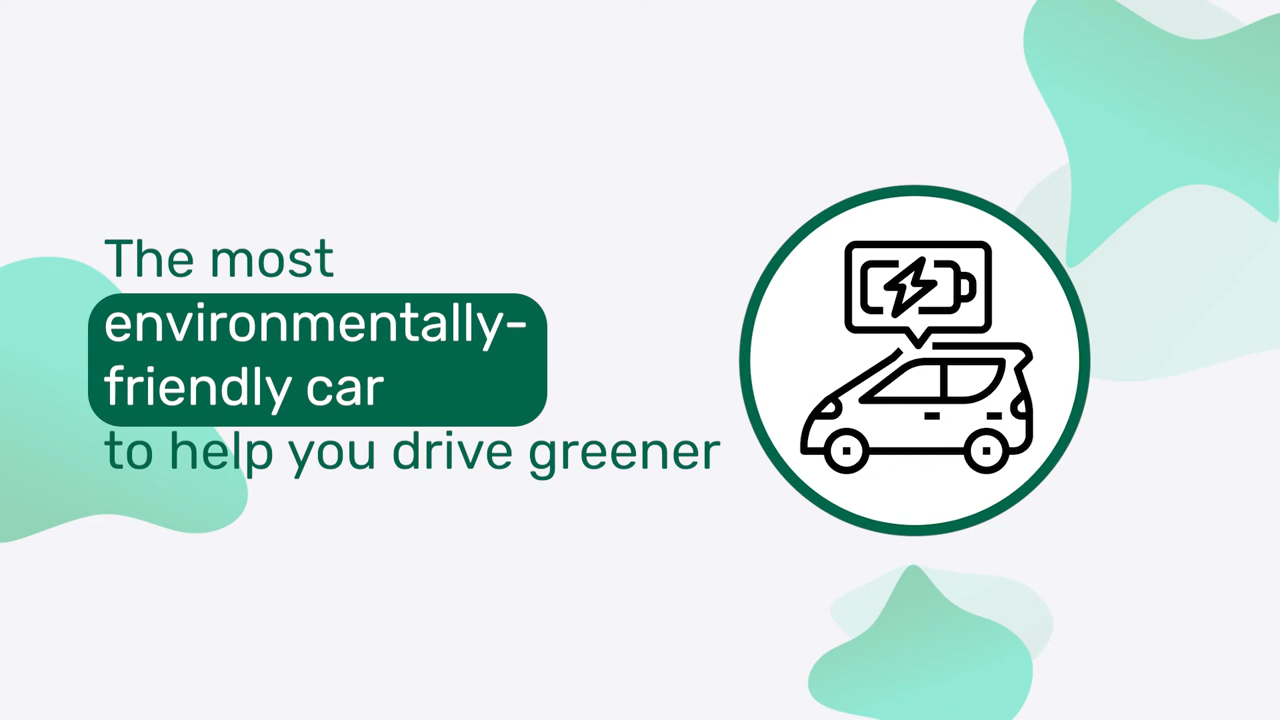 The most
environmentally-
friendly car
to help you drive greener